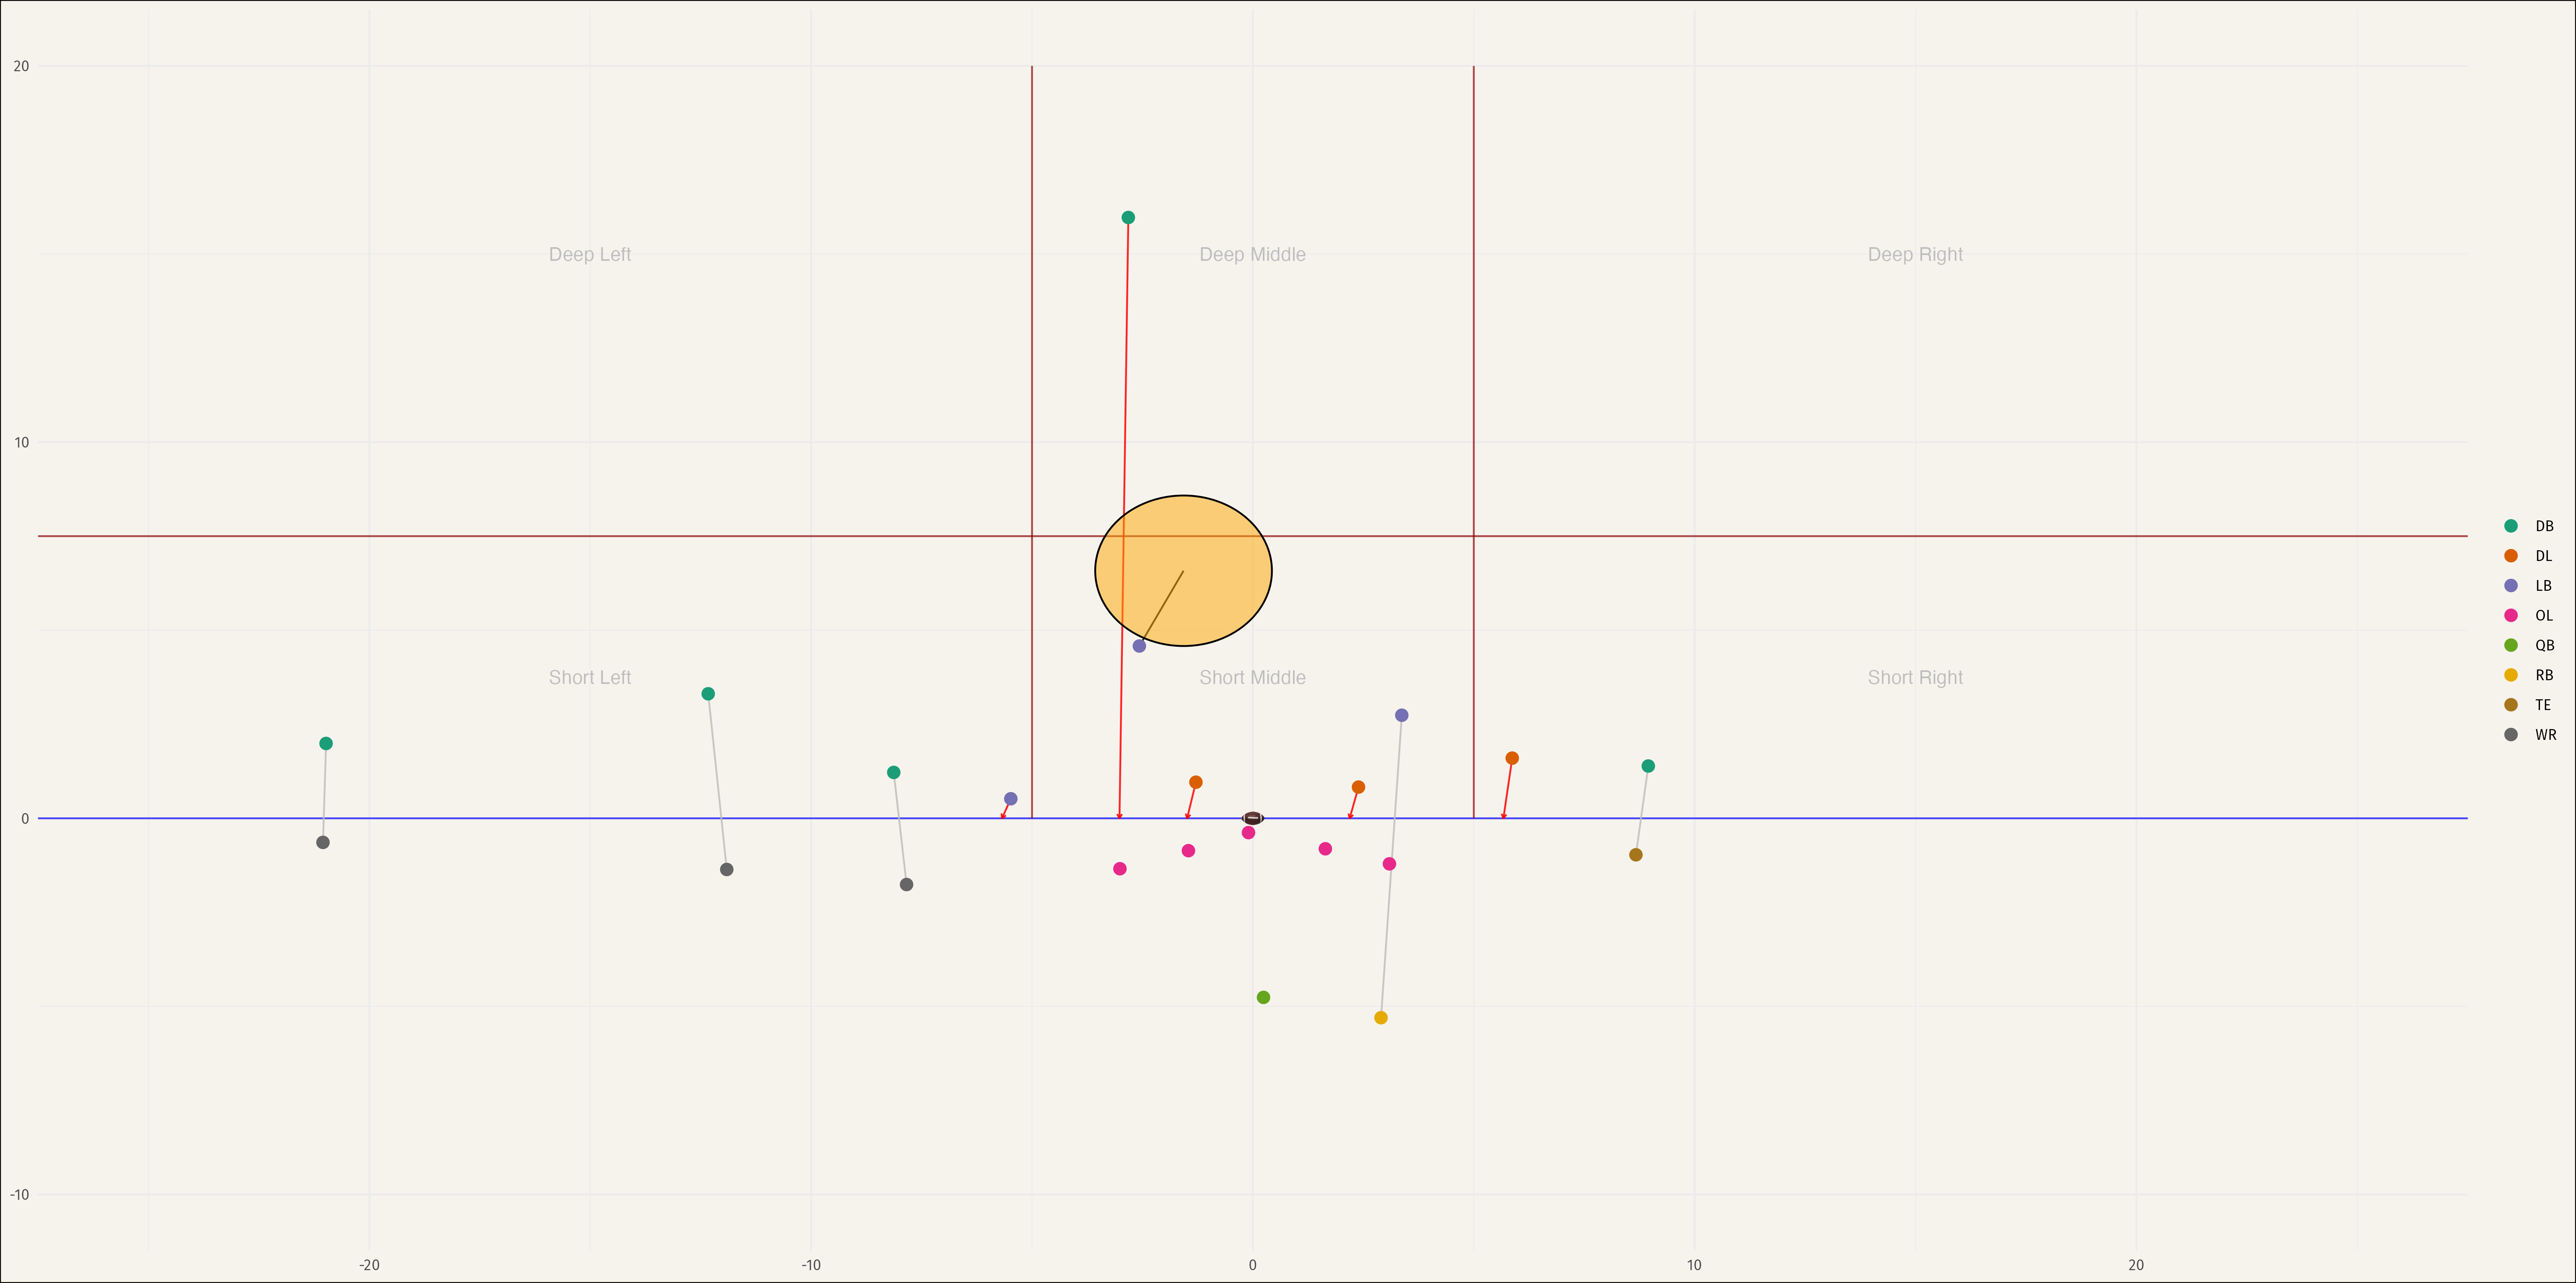 20
Deep Left
Deep Middle
Deep Right
10
DB
DL
LB
OL
QB
RB
TE
WR
Short Left
Short Middle
Short Right
0
-10
-20
-10
0
10
20